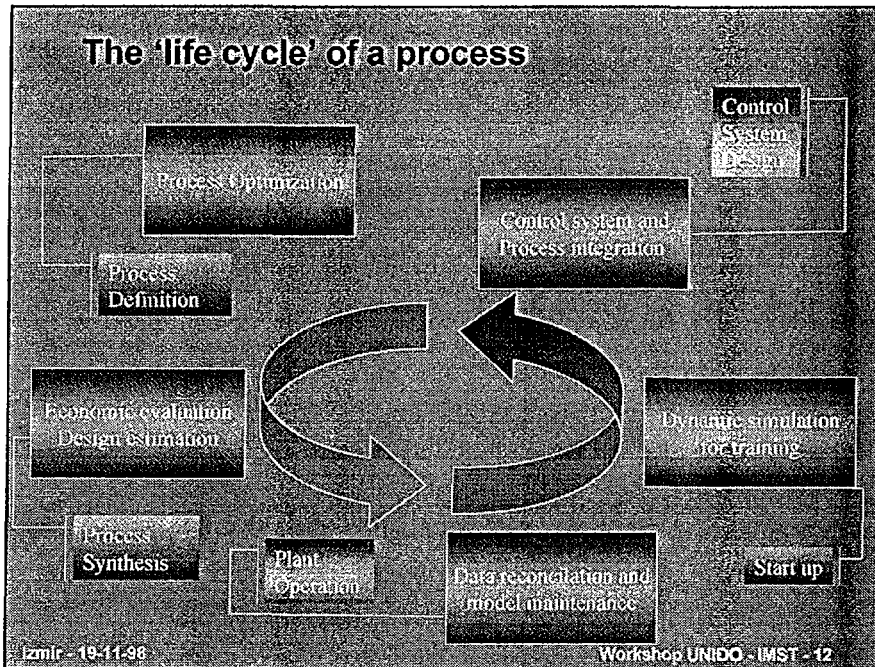 The 'life cycle' of a process
Control
System
Design
Process Optimization
Control system and
Process integration
Process
Definition
Economic evaluation
Design estimation
Dynamic simulation
for training
Process
Synthesis
Plant
Operation
Data reconcilation and
model maintenance
Start up
Izmir - 19-11-98
Workshop UNIDO - IMST - 12